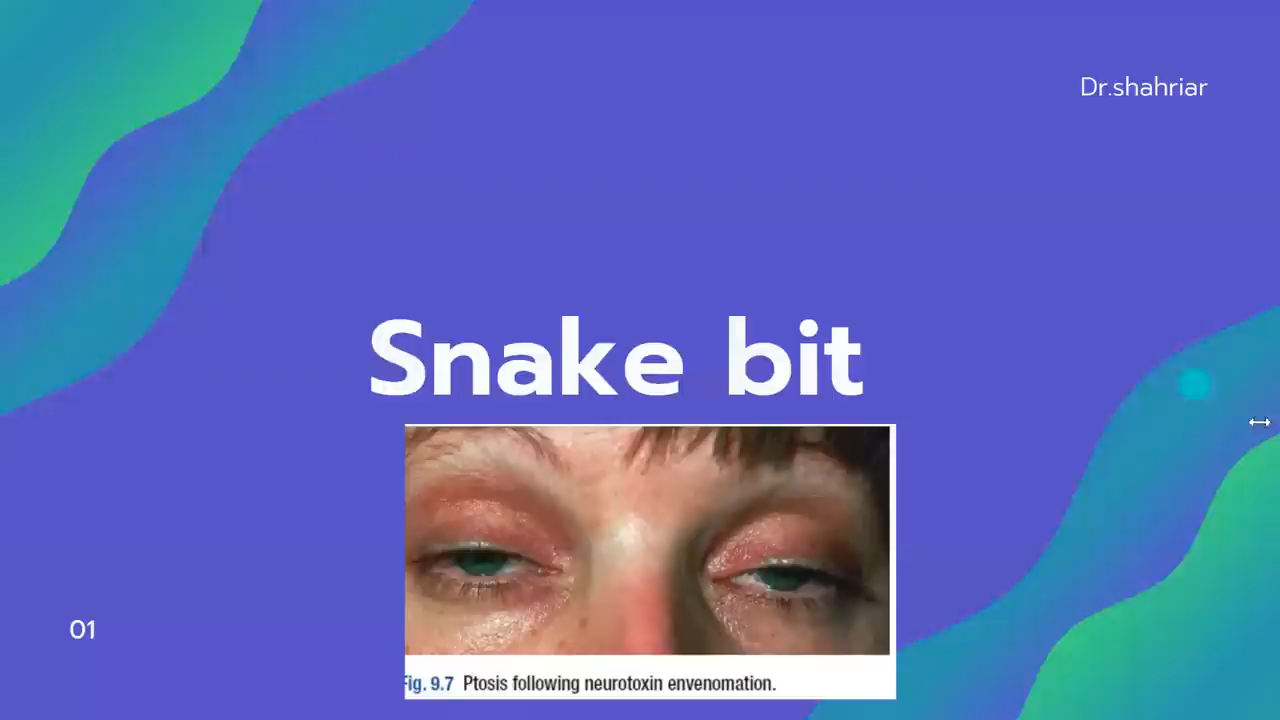 Dr.shahriar
Snake bit
Fig. 9.7 Ptosis following neurotoxin envenomation.
01